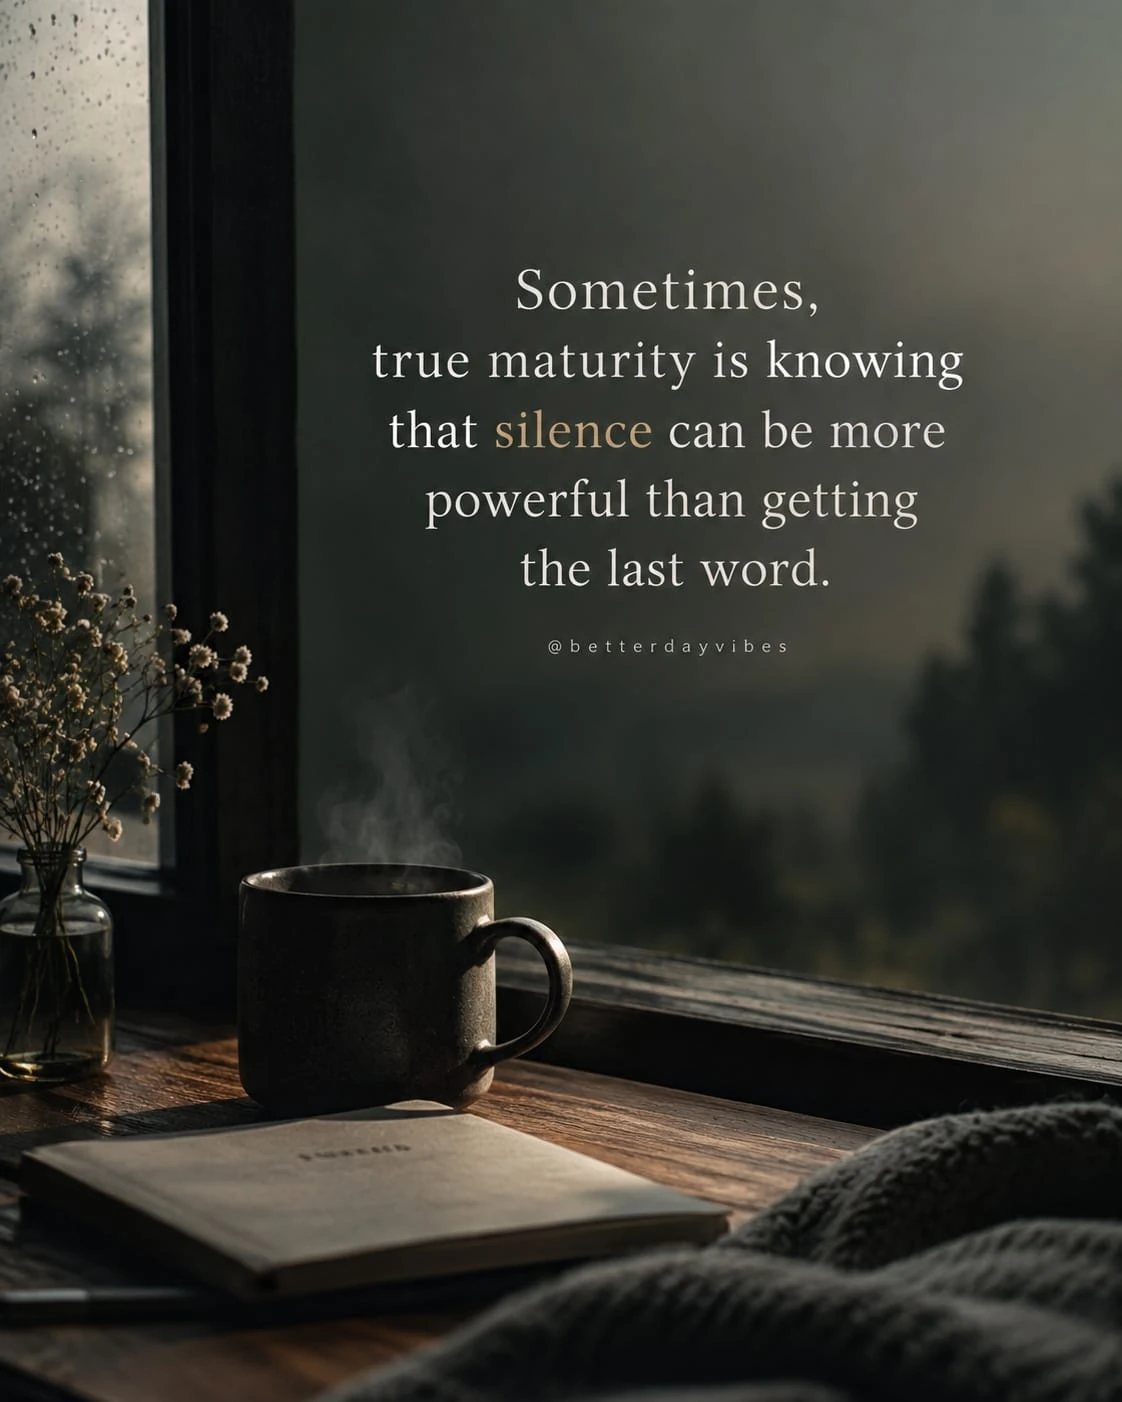 Sometimes,
true maturity is knowing
that silence can be more
powerful than getting
the last word.
@betterdayvibes